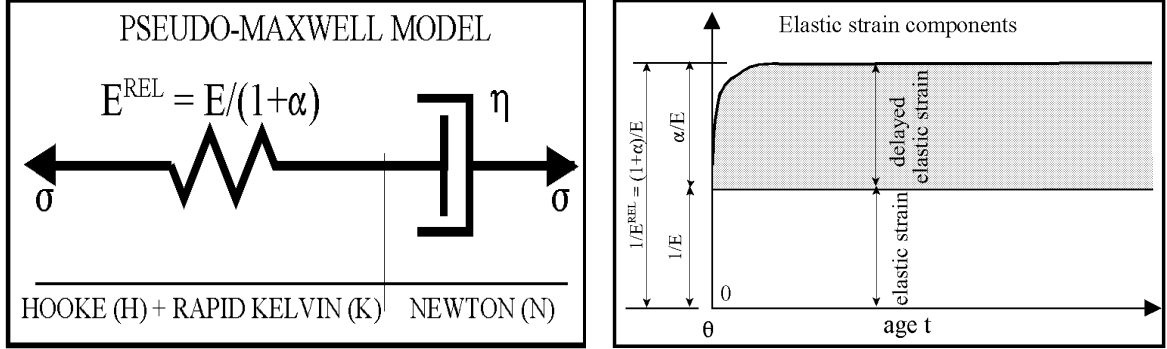 PSEUDO-MAXWELL MODEL
E^REL = E/(1+α)
η
σ
σ
HOOKE (H) + RAPID KELVIN (K)
NEWTON (N)
Elastic strain components
1/E^REL = (1+α)/E
α/E
1/E
delayed
elastic strain
elastic strain
0
θ
age t